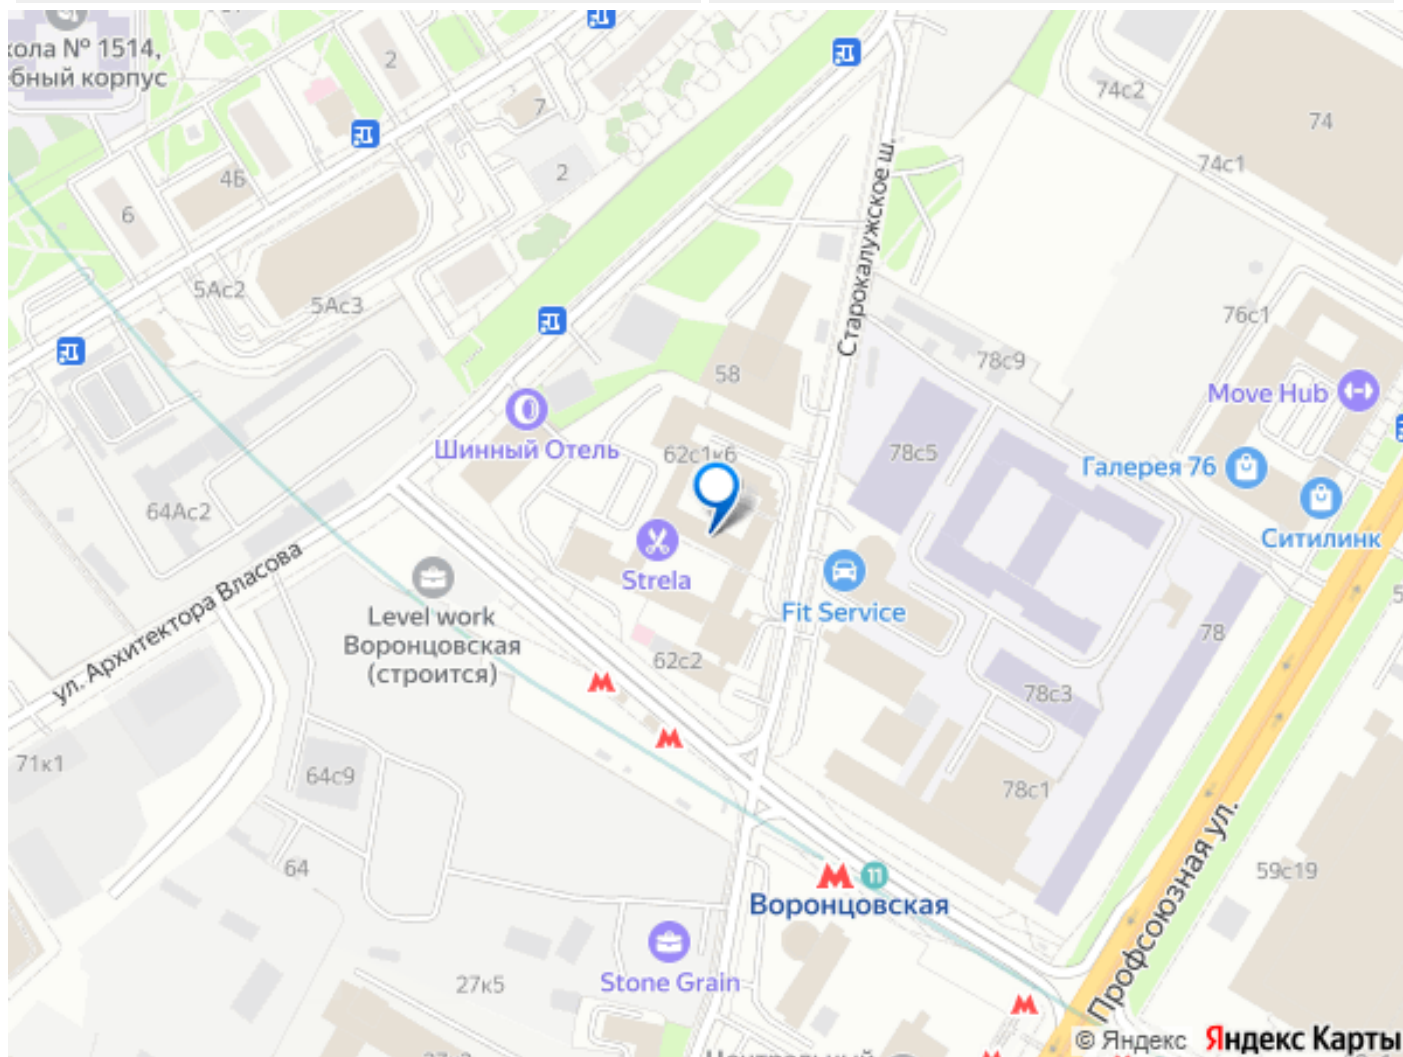 кола № 1514,
бный корпус
2
7
2
4Б
6
5Ас2
5Ас3
74с2
74
74с1
Старокалужское ш.
76с1
78с9
58
Move Hub
Шинный Отель
62с1к6
78с5
Галерея 76
Ситилинк
64Ас2
ул. Архитектора Власова
Strela
Fit Service
Level work
Воронцовская
(строится)
62с2
78
78с3
71к1
64с9
78с1
64
11
Воронцовская
Профсоюзная ул.
59с19
Stone Grain
27к5
© Яндекс Яндекс Карты